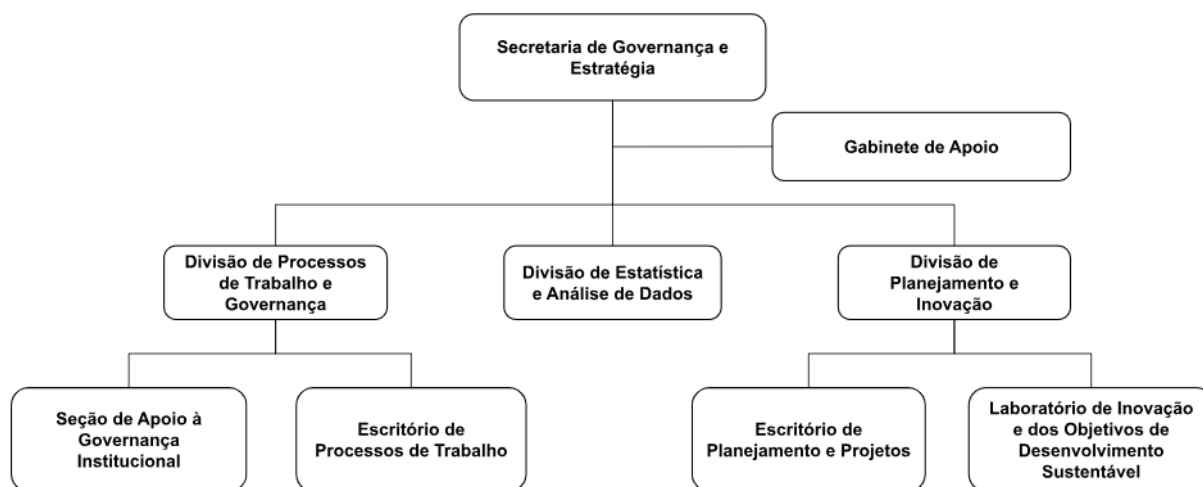 Secretaria de Governança e
Estratégia
Gabinete de Apoio
Divisão de Processos
de Trabalho e
Governança
Divisão de Estatística
e Análise de Dados
Divisão de
Planejamento e
Inovação
Seção de Apoio à
Governança
Institucional
Escritório de
Processos de Trabalho
Escritório de
Planejamento e Projetos
Laboratório de Inovação
e dos Objetivos de
Desenvolvimento
Sustentável